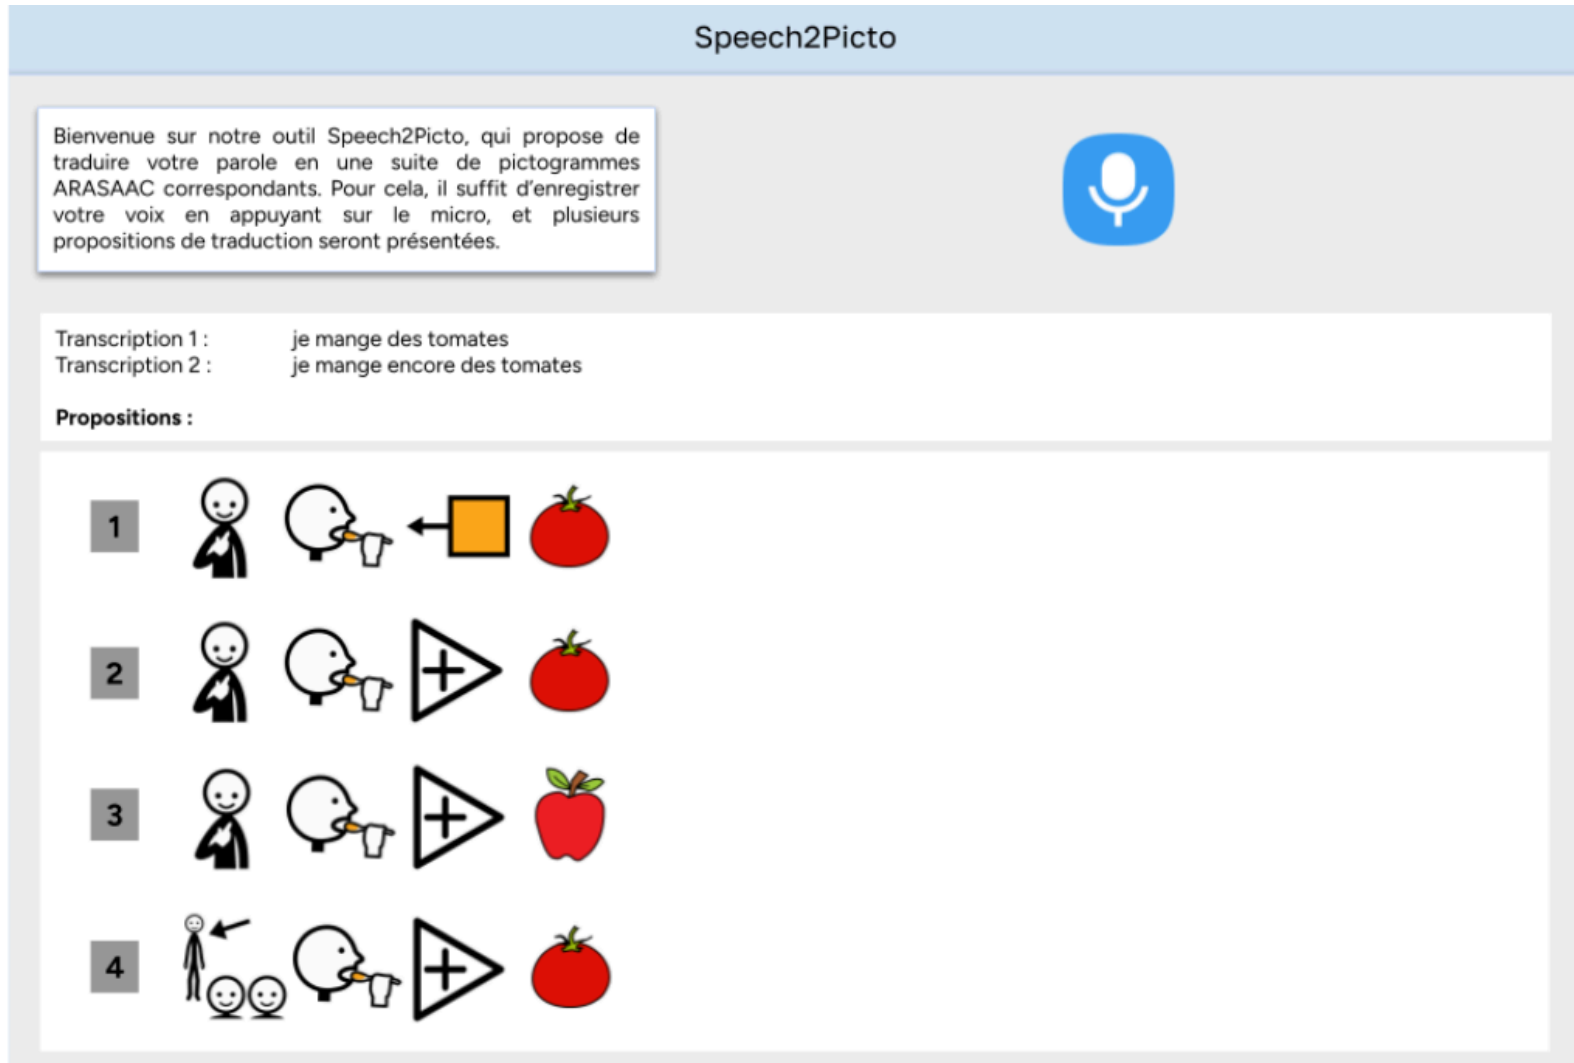 Speech2Picto
Bienvenue sur notre outil Speech2Picto, qui propose de
traduire votre parole en une suite de pictogrammes
ARASAAC correspondants. Pour cela, il suffit d'enregistrer
votre voix en appuyant sur le micro, et plusieurs
propositions de traduction seront présentées.
Transcription 1 : je mange des tomates
Transcription 2 : je mange encore des tomates
Propositions :
1
2
3
4